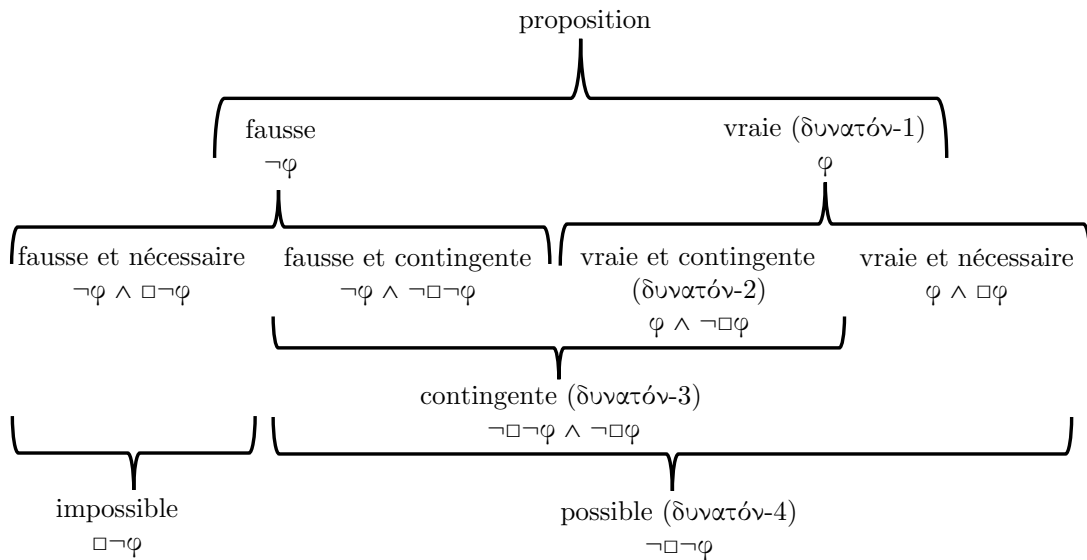 proposition
fausse
¬φ
vraie (δυνατόν-1)
φ
fausse et nécessaire
¬φ ∧ □¬φ
fausse et contingente
¬φ ∧ ¬□¬φ
vraie et contingente
(δυνατόν-2)
φ ∧ ¬□φ
vraie et nécessaire
φ ∧ □φ
contingente (δυνατόν-3)
¬□¬φ ∧ ¬□φ
impossible
□¬φ
possible (δυνατόν-4)
¬□¬φ